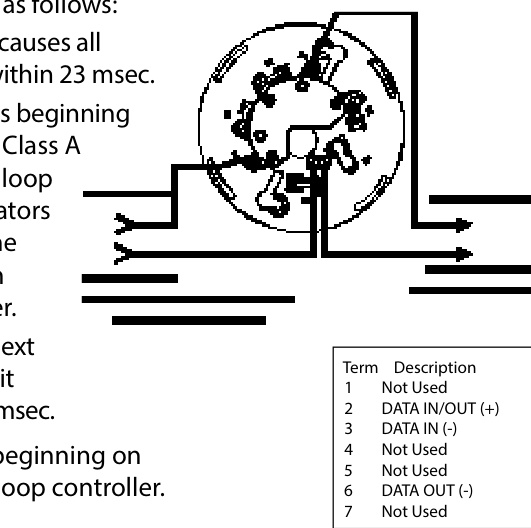 as follows:
causes all
within 23 msec.
s beginning
Class A
loop
ators
ne
er.
ext
it
msec.
beginning on
loop controller.
Term Description
1 Not Used
2 DATA IN/OUT (+)
3 DATA IN (-)
4 Not Used
5 Not Used
6 DATA OUT (-)
7 Not Used